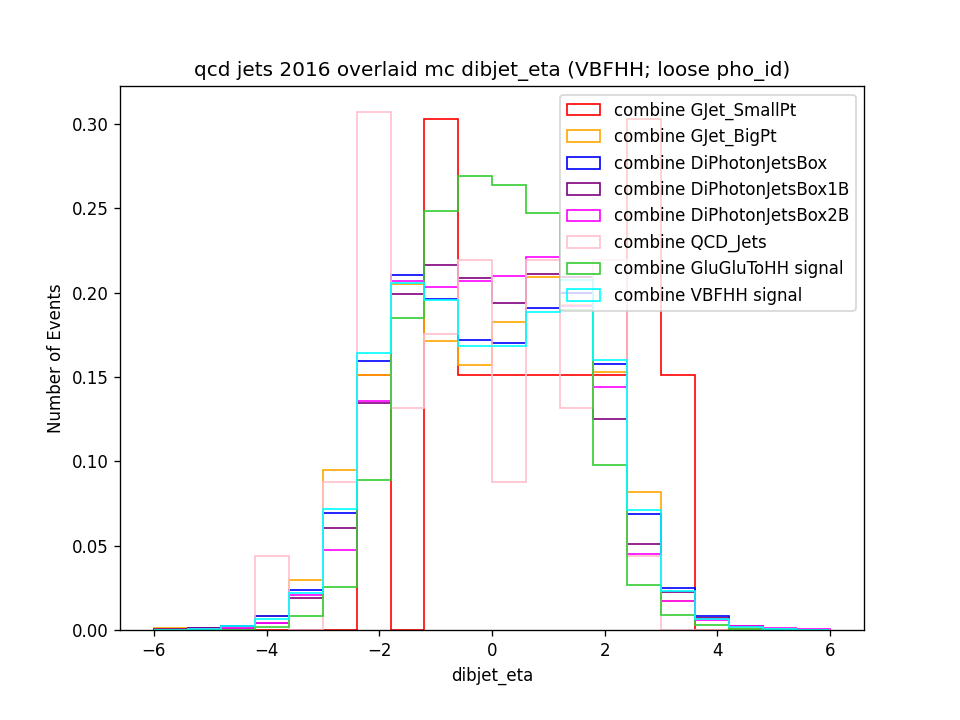 qcd jets 2016 overlaid mc dibjet_eta (VBFHH; loose pho_id)
combine GJet_SmallPt
combine GJet_BigPt
combine DiPhotonJetsBox
combine DiPhotonJetsBox1B
combine DiPhotonJetsBox2B
combine QCD_Jets
combine GluGluToHH signal
combine VBFHH signal
Number of Events
0.30
0.25
0.20
0.15
0.10
0.05
0.00
−6 −4 −2 0 2 4 6
dibjet_eta